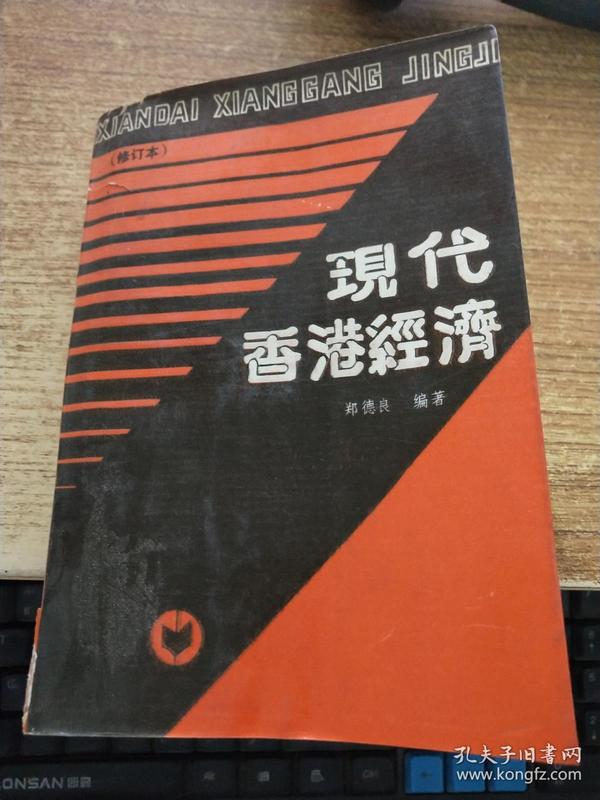 XIANDAI XIANGGANG JINGJI
(修订本)
現代
香港經濟
郑德良 编著
ONSAN
孔夫子旧书网
www.kongfz.com